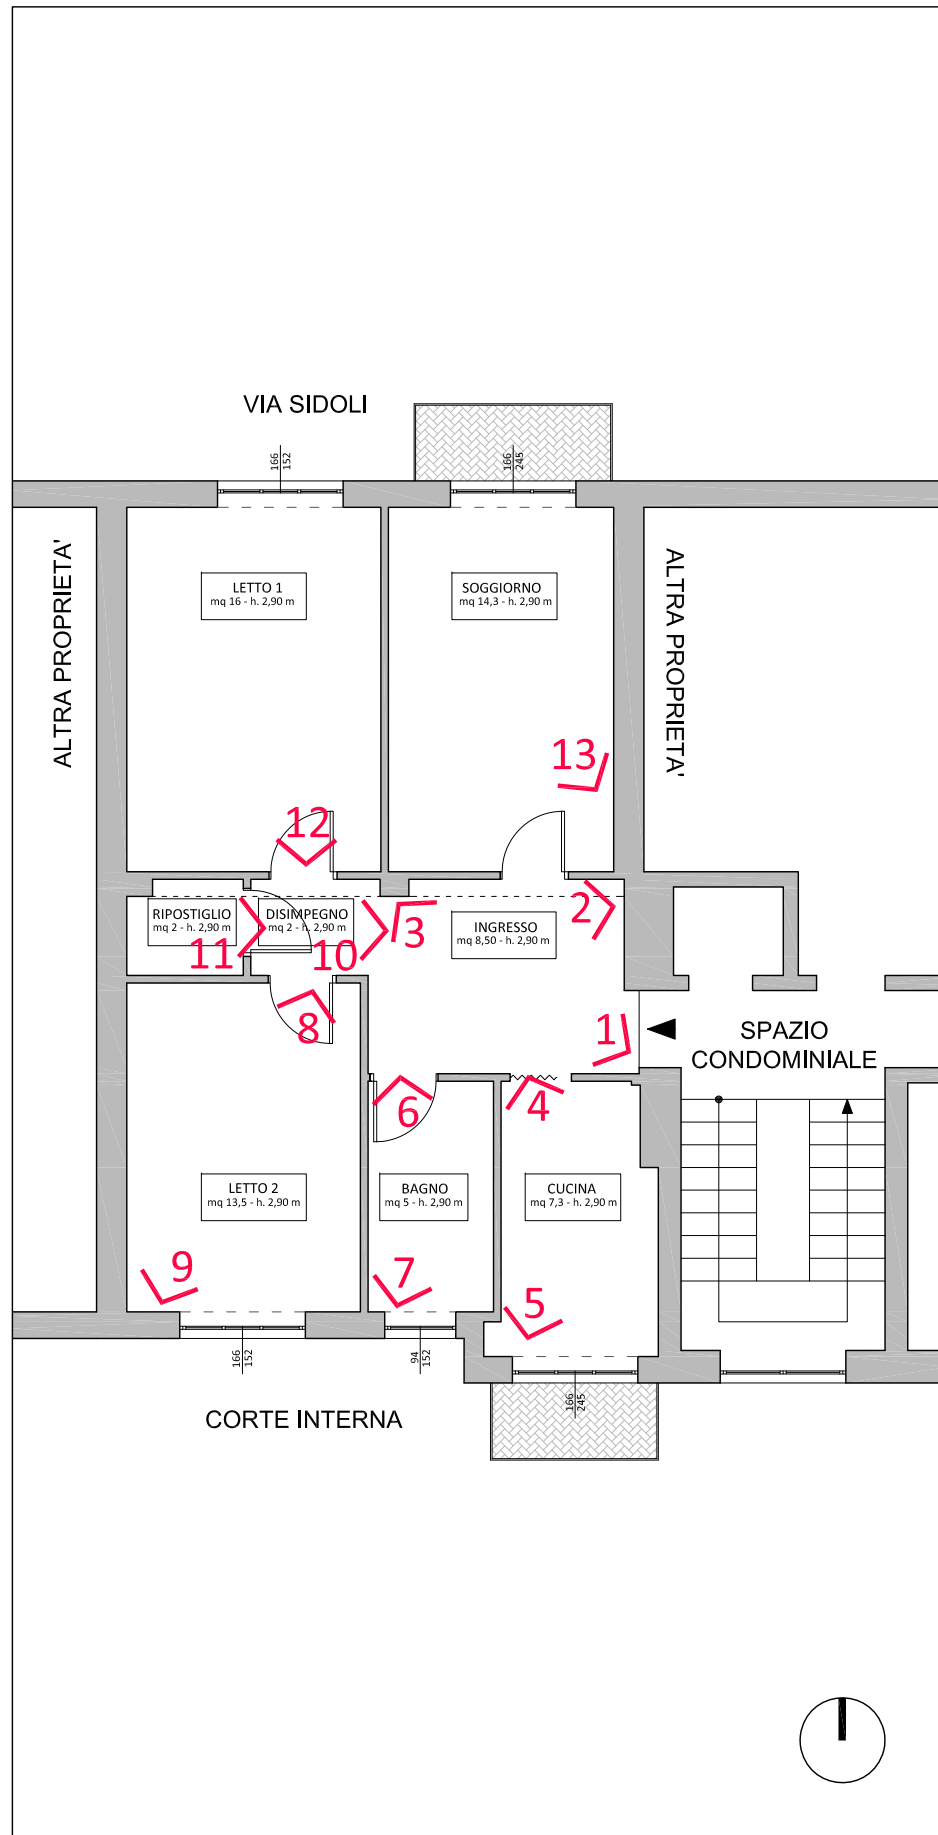 VIA SIDOLI
166
152
166
245
ALTRA PROPRIETA'
LETTO 1
mq 16 - h. 2,90 m
SOGGIORNO
mq 14,3 - h. 2,90 m
ALTRA PROPRIETA'
13
12
2
RIPOSTIGLIO
mq 2 - h. 2,90 m
DISIMPEGNO
mq 2 - h. 2,90 m
3
INGRESSO
mq 8,50 - h. 2,90 m
11
10
8
1
SPAZIO
CONDOMINIALE
6
4
LETTO 2
mq 13,5 - h. 2,90 m
BAGNO
mq 5 - h. 2,90 m
CUCINA
mq 7,3 - h. 2,90 m
9
7
5
166
152
94
152
166
245
CORTE INTERNA